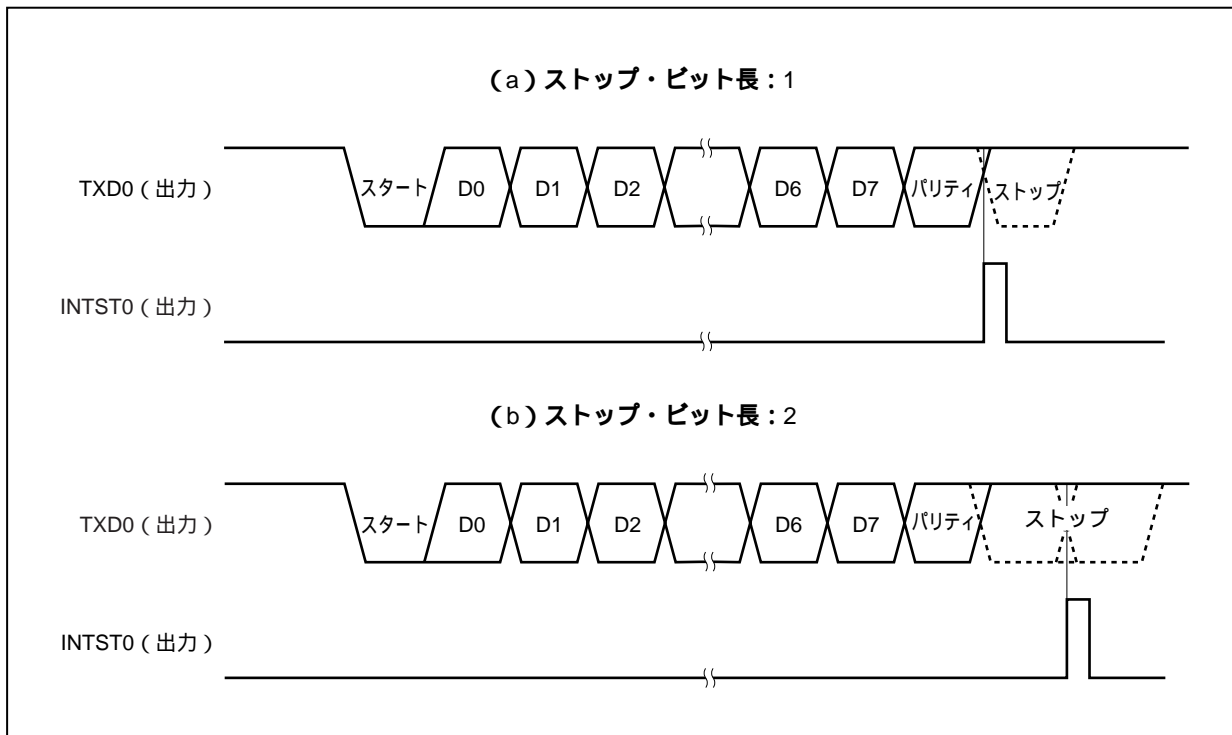 （a）ストップ・ビット長：1
TXD0（出力）
スタート D0 D1 D2 D6 D7 パリティ ストップ
INTST0（出力）
（b）ストップ・ビット長：2
TXD0（出力）
スタート D0 D1 D2 D6 D7 パリティ ストップ
INTST0（出力）